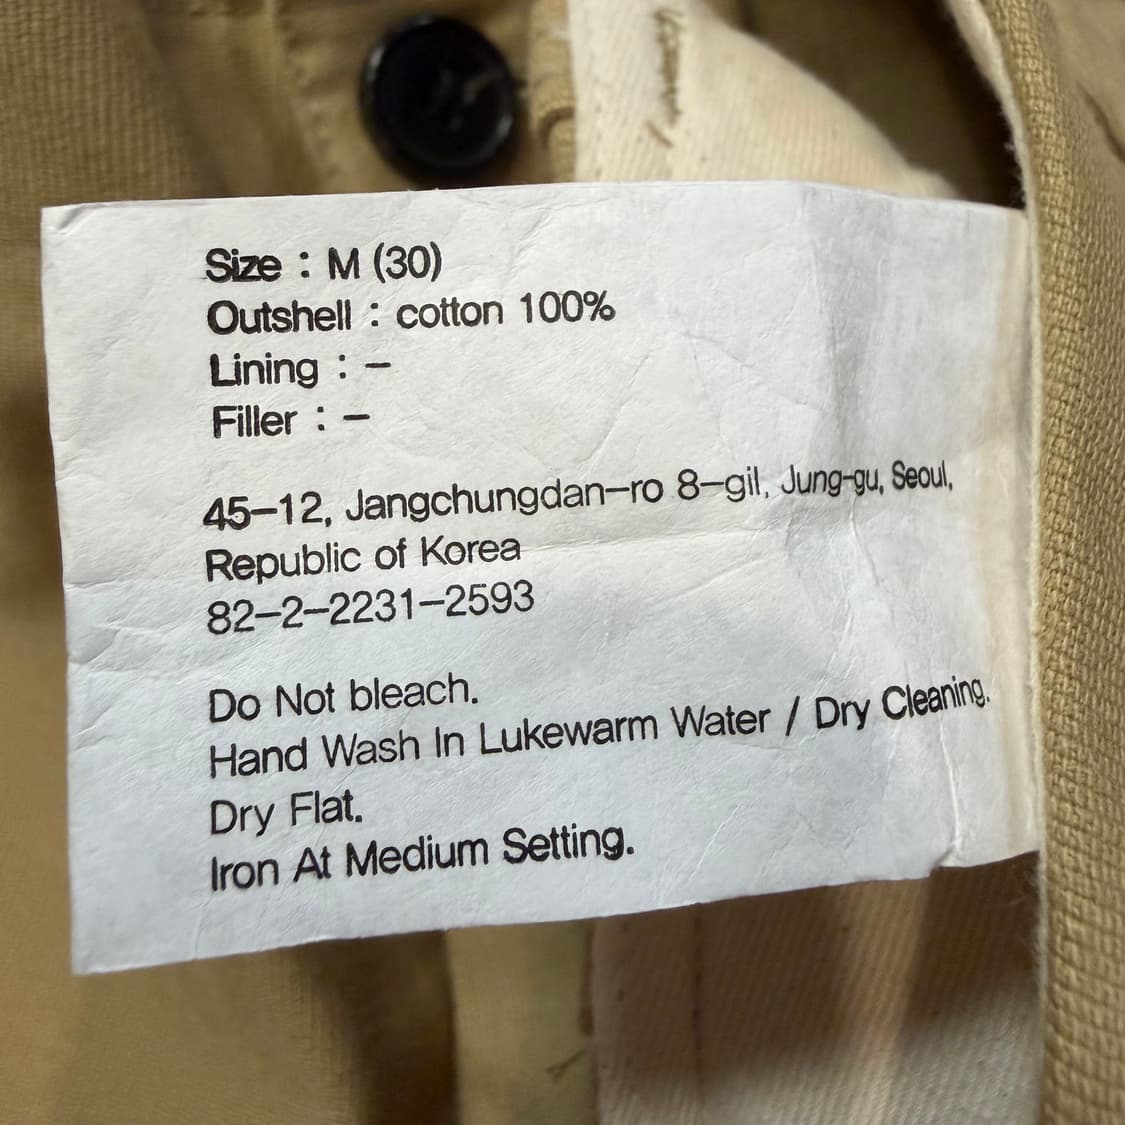 Size : M (30)
Outshell : cotton 100%
Lining : –
Filler : –
45–12, Jangchungdan–ro 8–gil, Jung–gu, Seoul,
Republic of Korea
82–2–2231–2593
Do Not bleach.
Hand Wash In Lukewarm Water / Dry Cleaning.
Dry Flat.
Iron At Medium Setting.